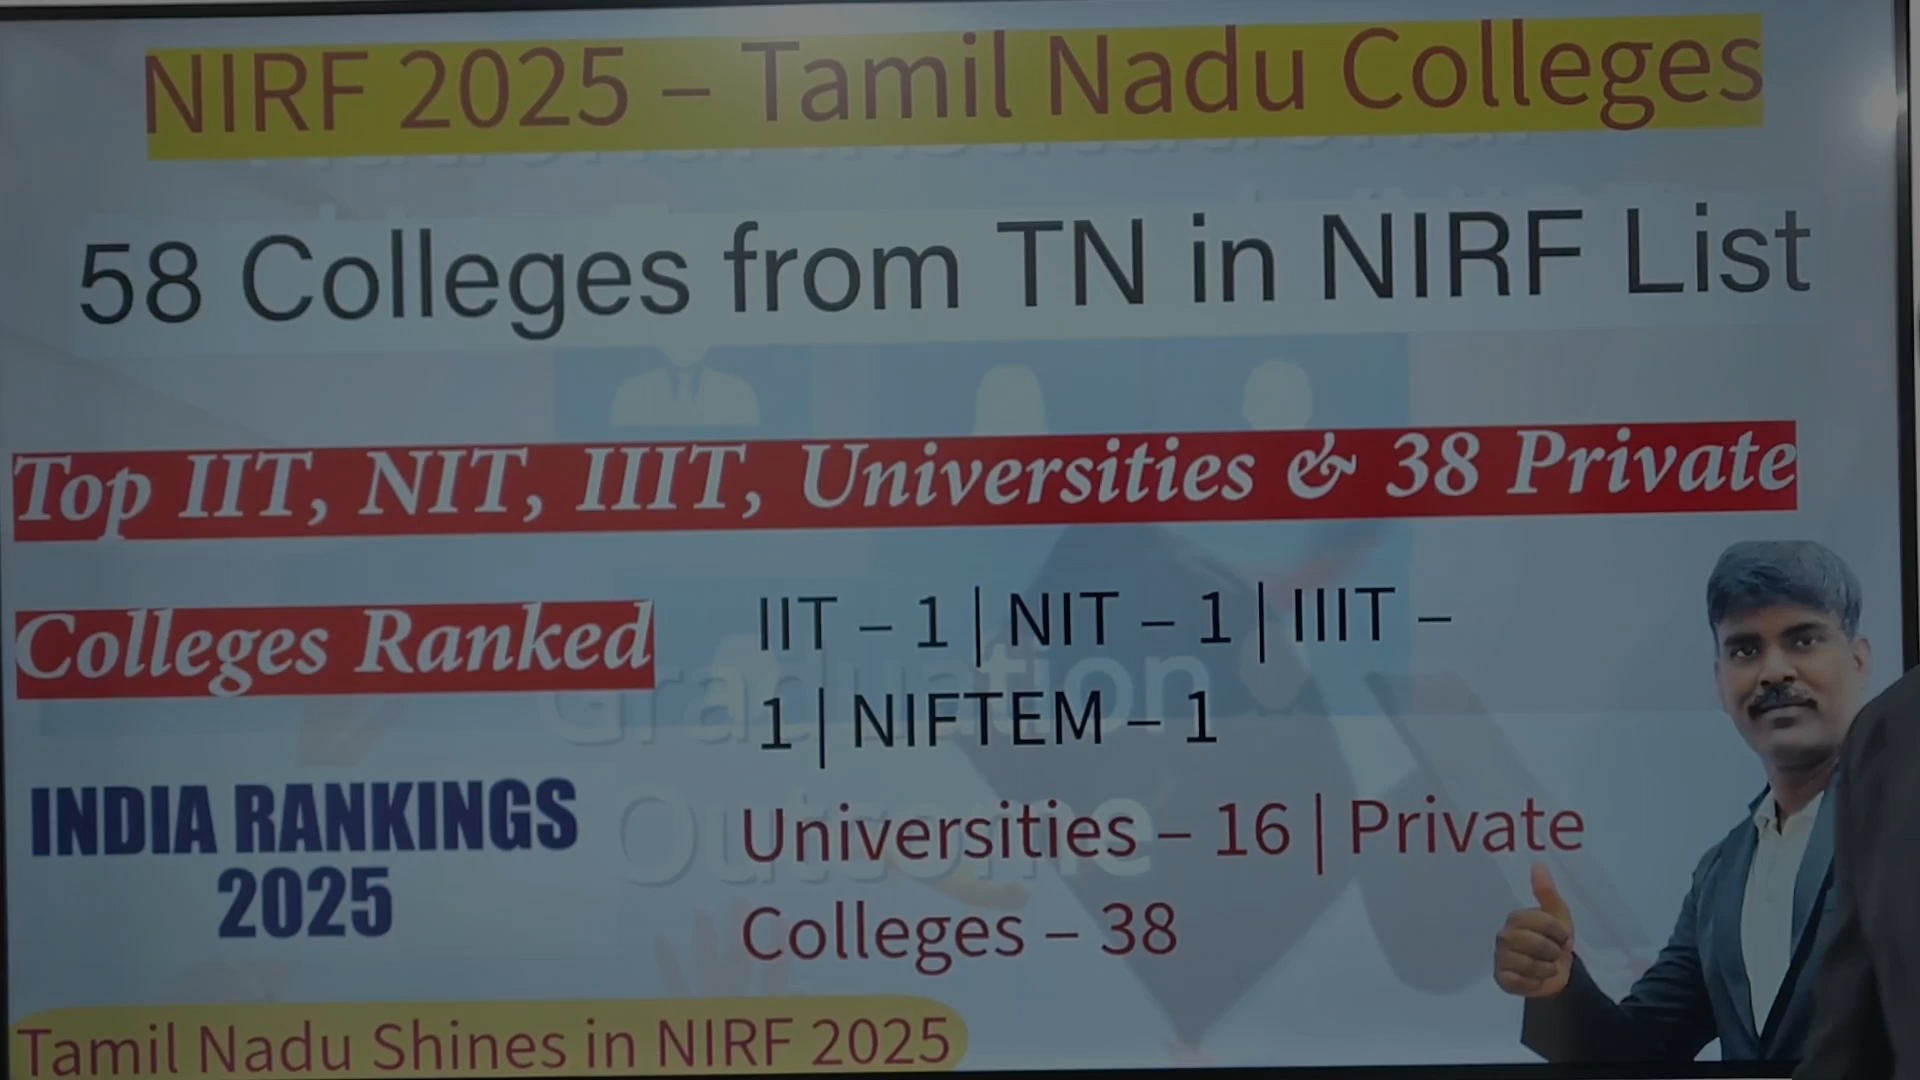 NIRF 2025 – Tamil Nadu Colleges
58 Colleges from TN in NIRF List
Top IIT, NIT, IIIT, Universities & 38 Private
Colleges Ranked
IIT – 1 | NIT – 1 | IIIT –
1 | NIFTEM – 1
Universities – 16 | Private
Colleges – 38
INDIA RANKINGS
2025
Graduation
Outcome
Tamil Nadu Shines in NIRF 2025